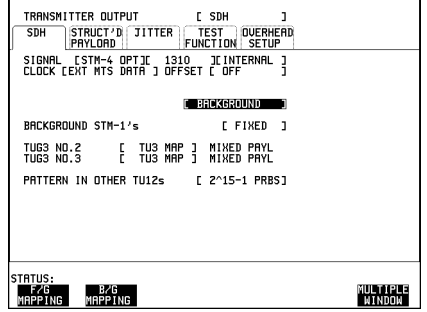 TRANSMITTER OUTPUT [ SDH ]
SDH STRUCT'D PAYLOAD JITTER TEST FUNCTION OVERHEAD SETUP
SIGNAL [STM-4 OPT][ 1310 ][INTERNAL ]
CLOCK [EXT MTS DATA ] OFFSET [ OFF ]
[ BACKGROUND ]
BACKGROUND STM-1's [ FIXED ]
TUG3 NO.2 [ TU3 MAP ] MIXED PAYL
TUG3 NO.3 [ TU3 MAP ] MIXED PAYL
PATTERN IN OTHER TU12s [ 2^15-1 PRBS]
STATUS:
F/G MAPPING B/G MAPPING MULTIPLE WINDOW